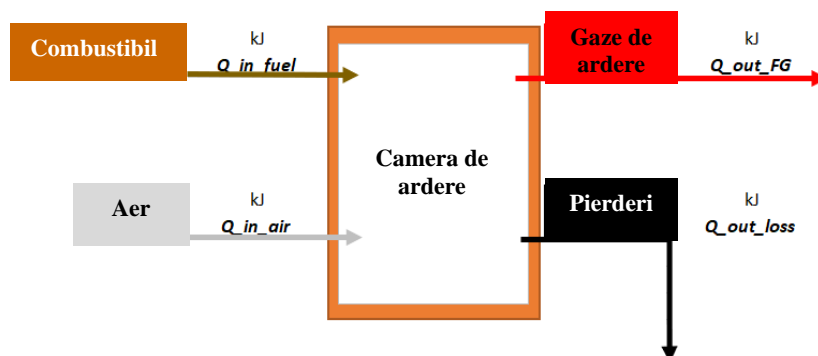 Combustibil
kJ
Q_in_fuel
Gaze de
ardere
kJ
Q_out_FG
Camera de
ardere
Aer
kJ
Q_in_air
Pierderi
kJ
Q_out_loss